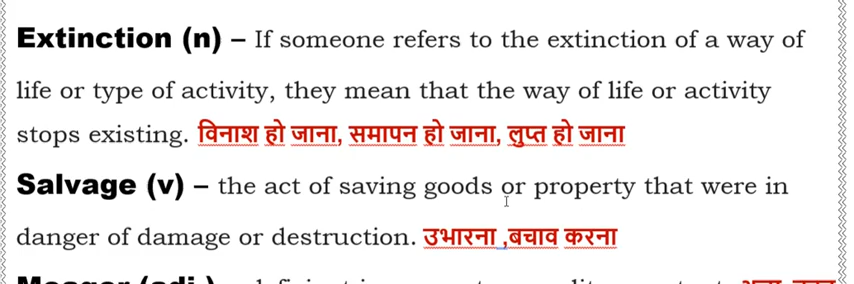 Extinction (n) – If someone refers to the extinction of a way of
life or type of activity, they mean that the way of life or activity
stops existing. विनाश हो जाना, समापन हो जाना, लुप्त हो जाना
Salvage (v) – the act of saving goods or property that were in
danger of damage or destruction. उभारना ,बचाव करना